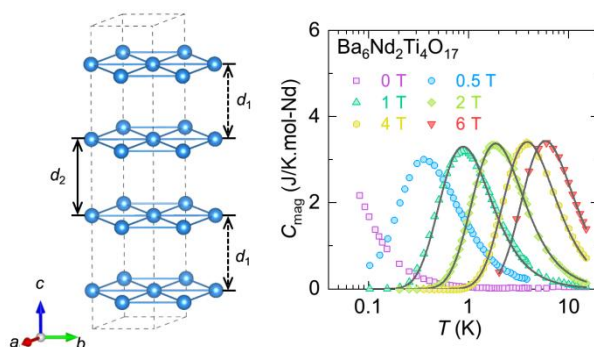 d₁
d₂
d₁
c
a
b
Ba₆Nd₂Ti₄O₁₇
0 T
0.5 T
1 T
2 T
4 T
6 T
6
4
2
0
C_mag (J/K.mol-Nd)
0.1
1
10
T (K)